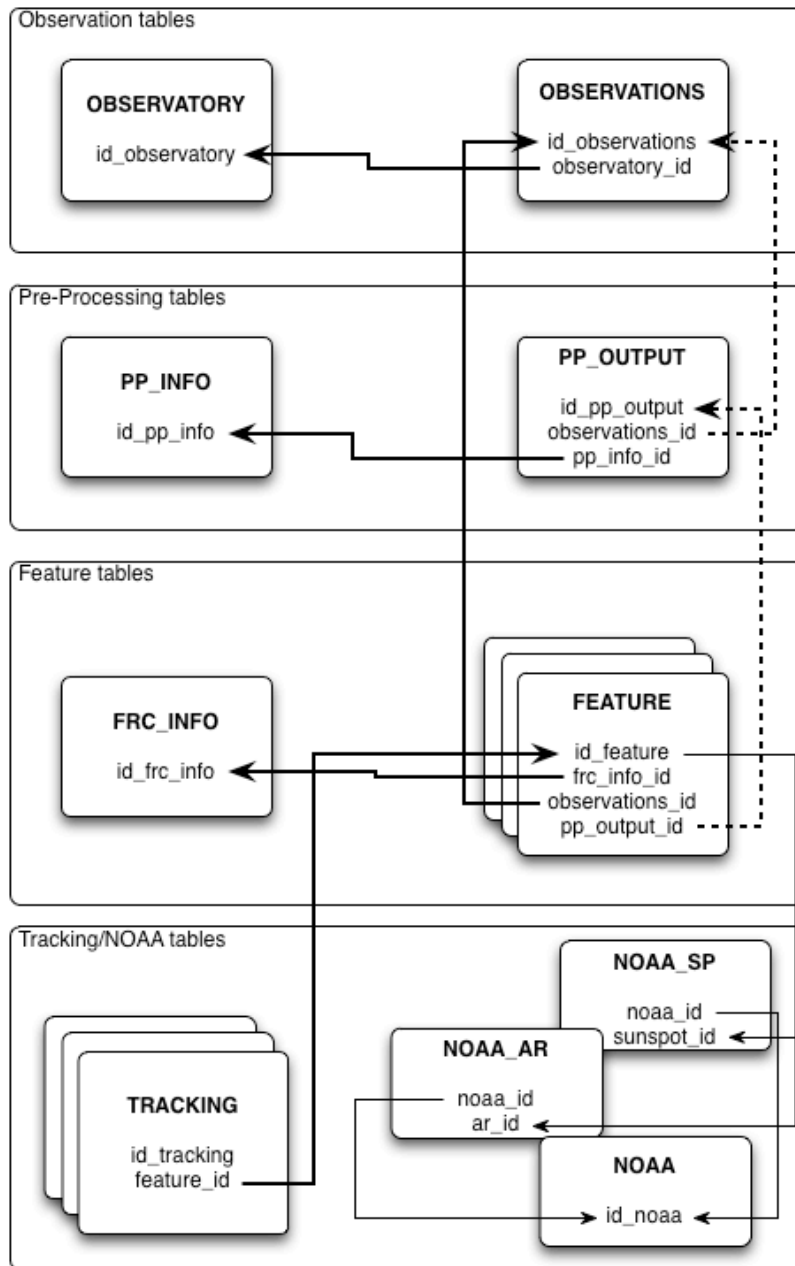 Observation tables
OBSERVATORY
id_observatory
OBSERVATIONS
id_observations
observatory_id
Pre-Processing tables
PP_INFO
id_pp_info
PP_OUTPUT
id_pp_output
observations_id
pp_info_id
Feature tables
FRC_INFO
id_frc_info
FEATURE
id_feature
frc_info_id
observations_id
pp_output_id
Tracking/NOAA tables
TRACKING
id_tracking
feature_id
NOAA_SP
noaa_id
sunspot_id
NOAA_AR
noaa_id
ar_id
NOAA
id_noaa